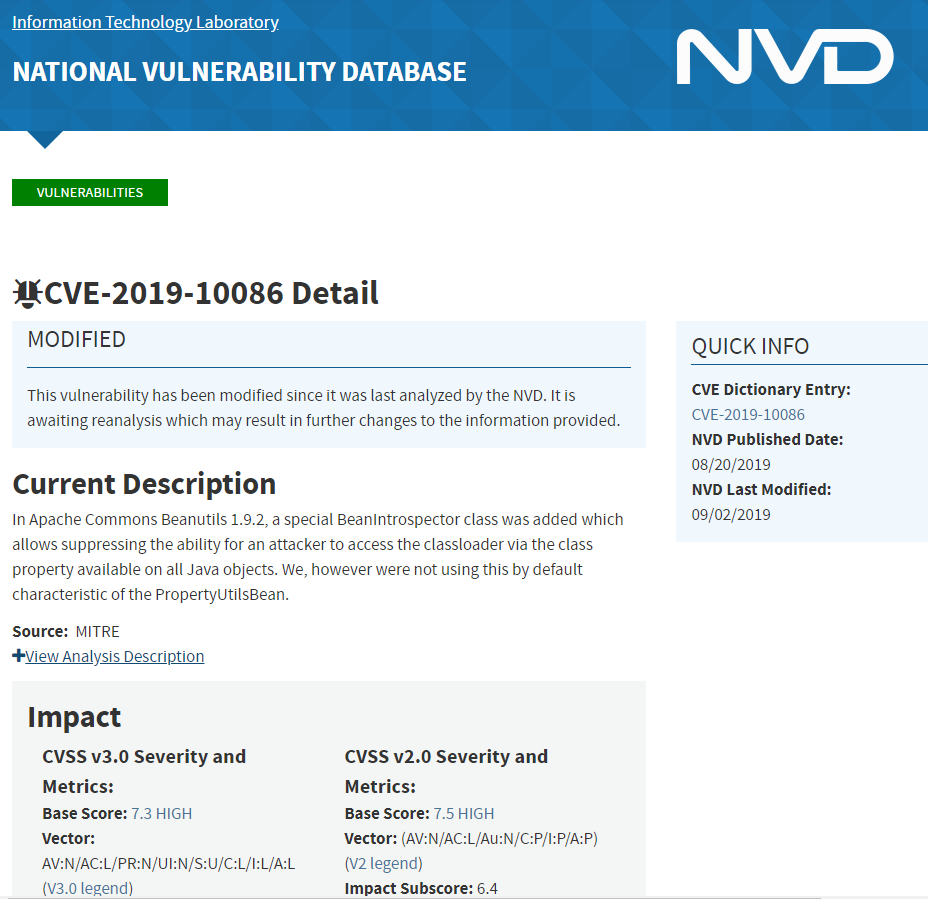 Information Technology Laboratory
NATIONAL VULNERABILITY DATABASE
NVD
VULNERABILITIES
CVE-2019-10086 Detail
MODIFIED
This vulnerability has been modified since it was last analyzed by the NVD. It is
awaiting reanalysis which may result in further changes to the information provided.
Current Description
In Apache Commons Beanutils 1.9.2, a special BeanIntrospector class was added which
allows suppressing the ability for an attacker to access the classloader via the class
property available on all Java objects. We, however were not using this by default
characteristic of the PropertyUtilsBean.
Source: MITRE
View Analysis Description
QUICK INFO
CVE Dictionary Entry:
CVE-2019-10086
NVD Published Date:
08/20/2019
NVD Last Modified:
09/02/2019
Impact
CVSS v3.0 Severity and
Metrics:
Base Score: 7.3 HIGH
Vector:
AV:N/AC:L/PR:N/UI:N/S:U/C:L/I:L/A:L
(V3.0 legend)
CVSS v2.0 Severity and
Metrics:
Base Score: 7.5 HIGH
Vector: (AV:N/AC:L/Au:N/C:P/I:P/A:P)
(V2 legend)
Impact Subscore: 6.4